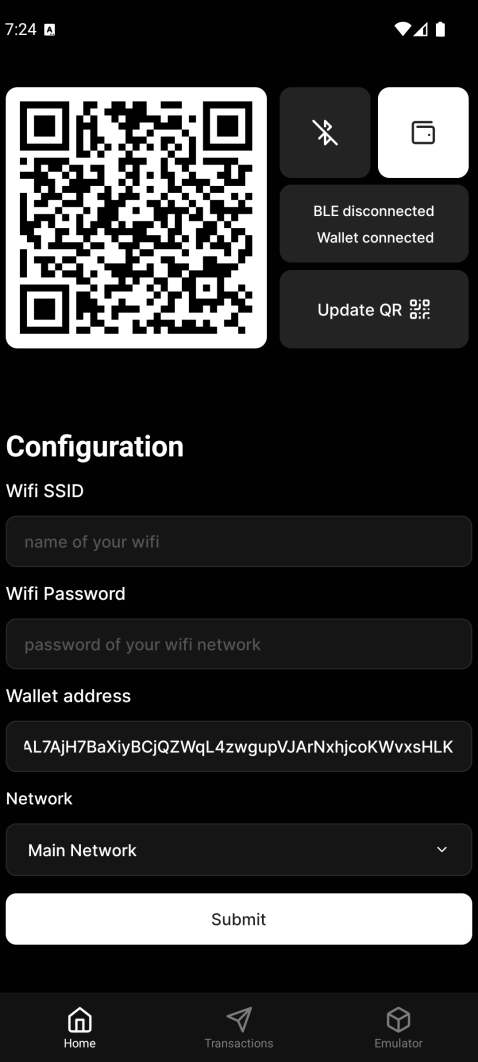 7:24
BLE disconnected
Wallet connected
Update QR
Configuration
Wifi SSID
name of your wifi
Wifi Password
password of your wifi network
Wallet address
AL7AjH7BaXiyBCjQZWqL4zwgupVJArNxhjcoKWvxsHLK
Network
Main Network
Submit
Home
Transactions
Emulator